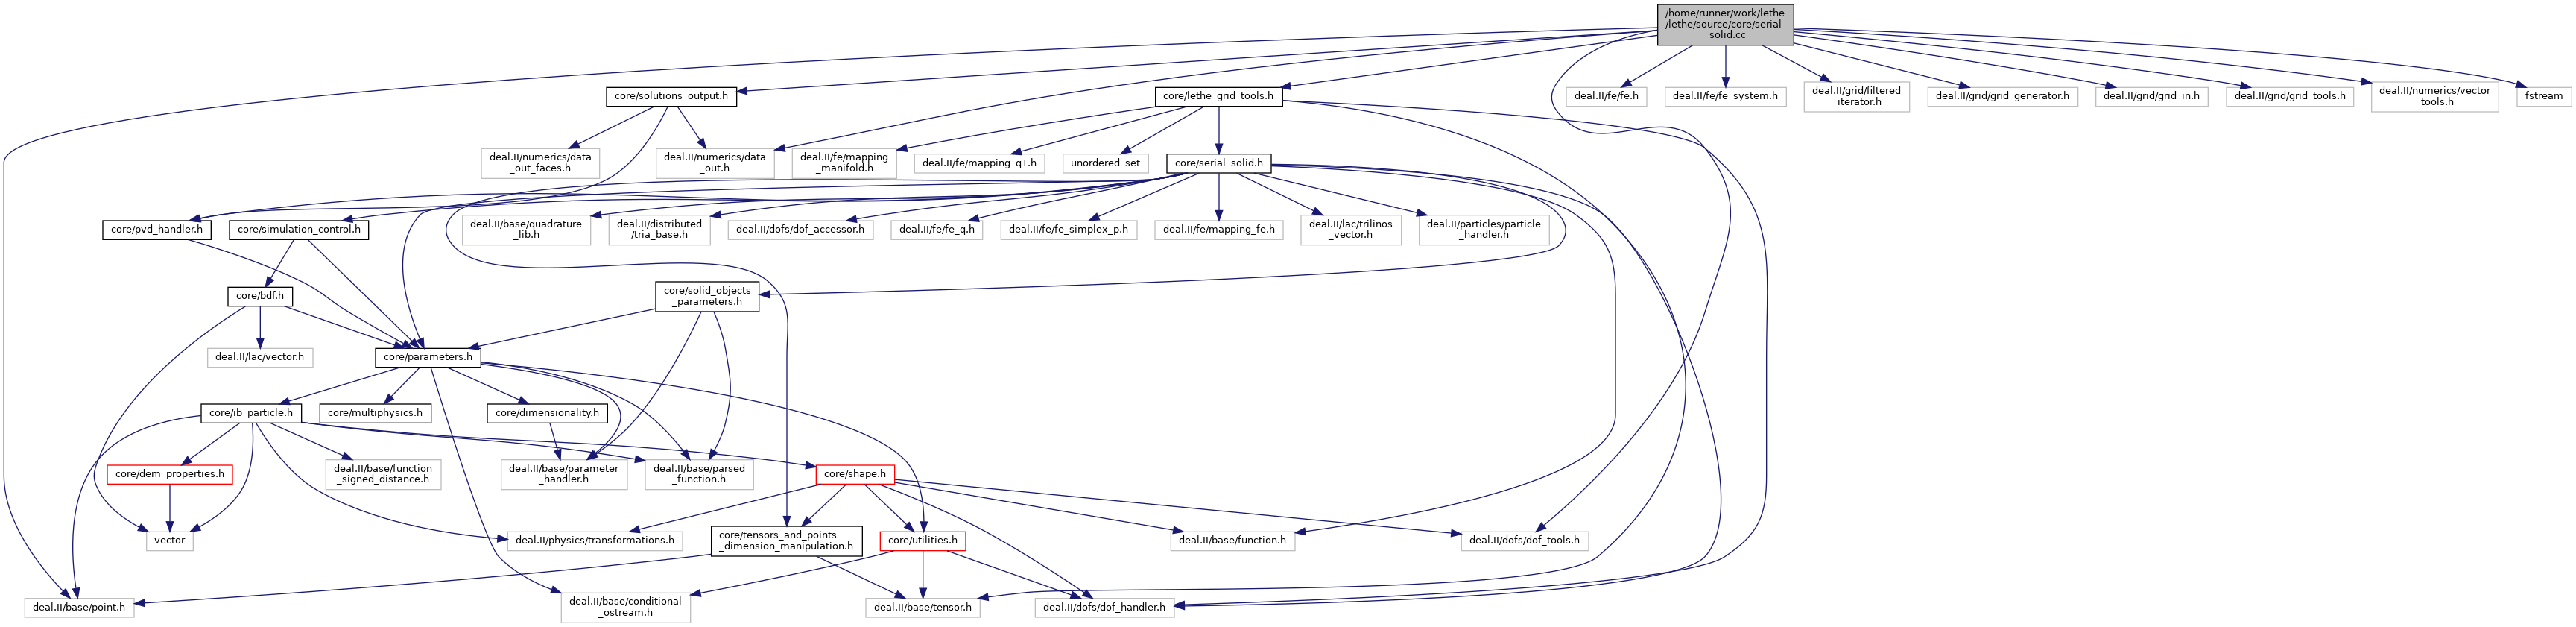 /home/runner/work/lethe
/lethe/source/core/serial
_solid.cc
core/solutions_output.h
core/lethe_grid_tools.h
deal.II/fe/fe.h
deal.II/fe/fe_system.h
deal.II/grid/filtered
_iterator.h
deal.II/grid/grid_generator.h
deal.II/grid/grid_in.h
deal.II/grid/grid_tools.h
deal.II/numerics/vector
_tools.h
fstream
deal.II/numerics/data
_out_faces.h
deal.II/numerics/data
_out.h
deal.II/fe/mapping
_manifold.h
deal.II/fe/mapping_q1.h
unordered_set
core/serial_solid.h
core/pvd_handler.h
core/simulation_control.h
deal.II/base/quadrature
_lib.h
deal.II/distributed
/tria_base.h
deal.II/dofs/dof_accessor.h
deal.II/fe/fe_q.h
deal.II/fe/fe_simplex_p.h
deal.II/fe/mapping_fe.h
deal.II/lac/trilinos
_vector.h
deal.II/particles/particle
_handler.h
core/bdf.h
core/solid_objects
_parameters.h
deal.II/lac/vector.h
core/parameters.h
core/ib_particle.h
core/multiphysics.h
core/dimensionality.h
core/dem_properties.h
deal.II/base/function
_signed_distance.h
deal.II/base/parameter
_handler.h
deal.II/base/parsed
_function.h
core/shape.h
vector
deal.II/physics/transformations.h
core/tensors_and_points
_dimension_manipulation.h
core/utilities.h
deal.II/base/function.h
deal.II/dofs/dof_tools.h
deal.II/base/point.h
deal.II/base/conditional
_ostream.h
deal.II/base/tensor.h
deal.II/dofs/dof_handler.h